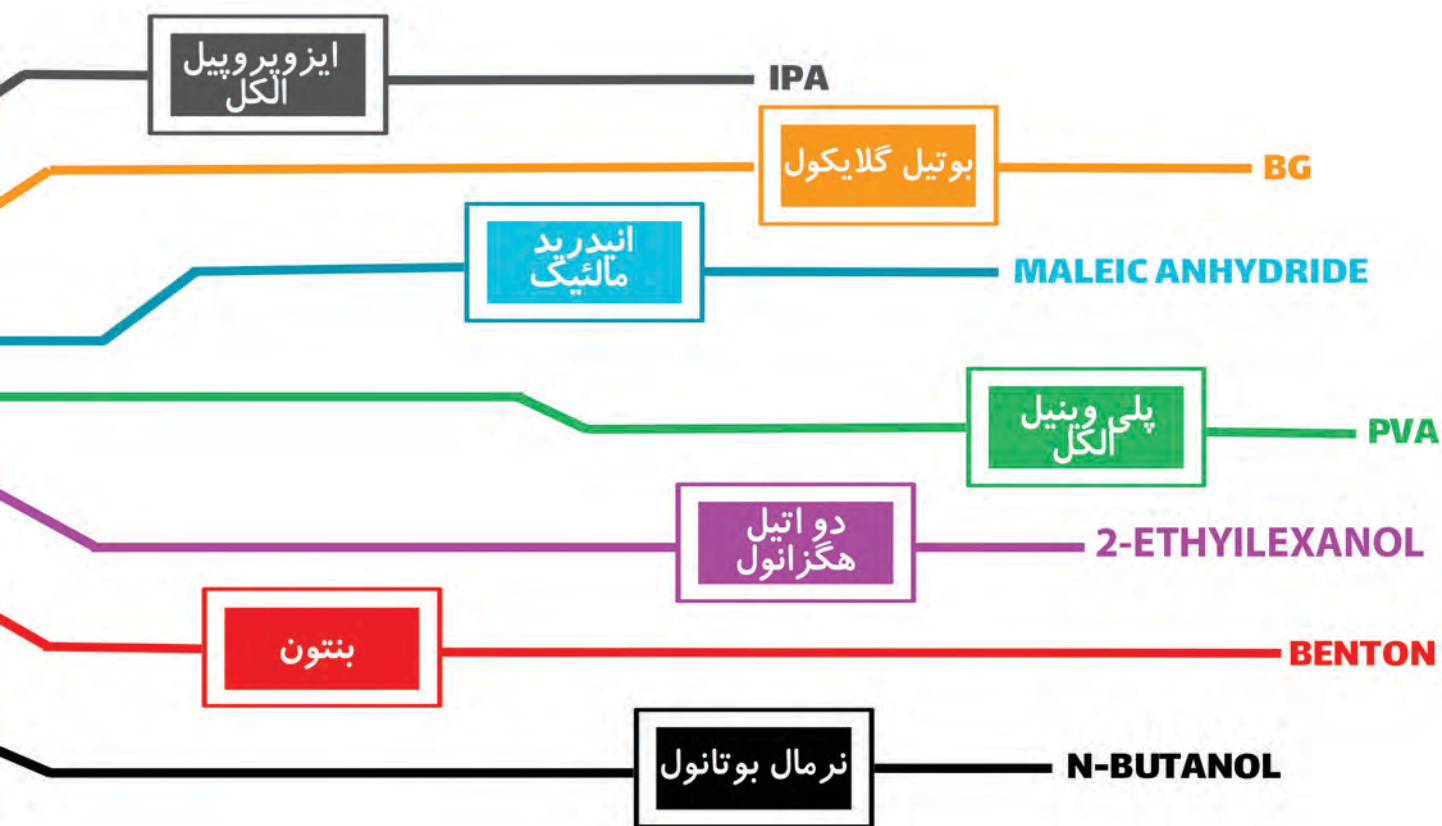 ایزوپروپیل
الکل
IPA
بوتیل گلایکول
BG
انیدرید
مالئیک
MALEIC ANHYDRIDE
پلی وینیل
الکل
PVA
دو اتیل
هگزانول
2-ETHYILEXANOL
بنتون
BENTON
نرمال بوتانول
N-BUTANOL